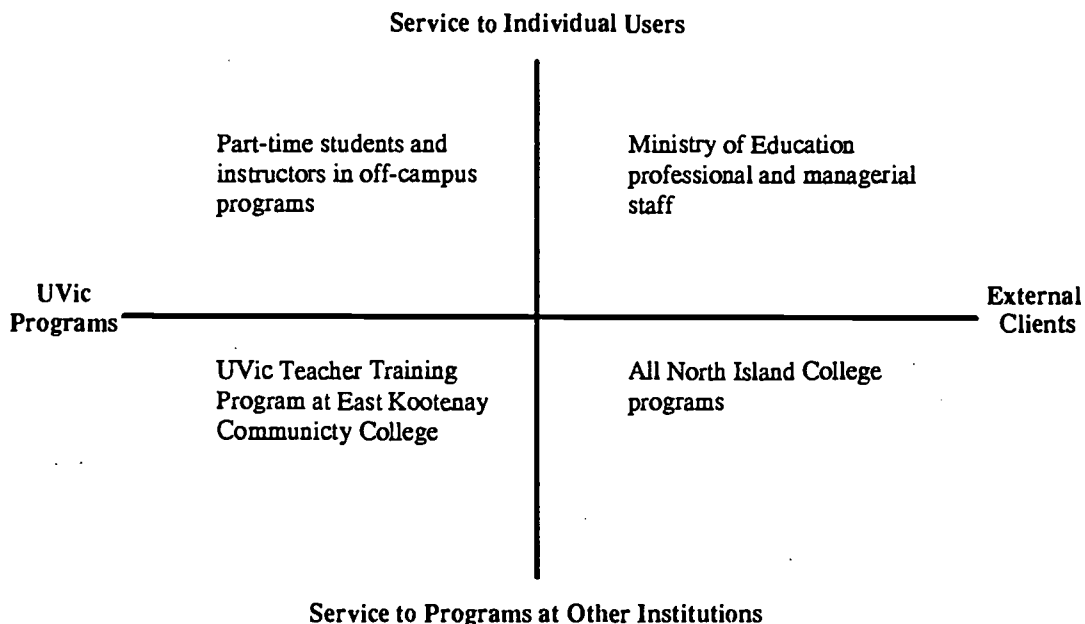 Service to Individual Users
Part-time students and
instructors in off-campus
programs
Ministry of Education
professional and managerial
staff
UVic
Programs
External
Clients
UVic Teacher Training
Program at East Kootenay
Communicty College
All North Island College
programs
Service to Programs at Other Institutions